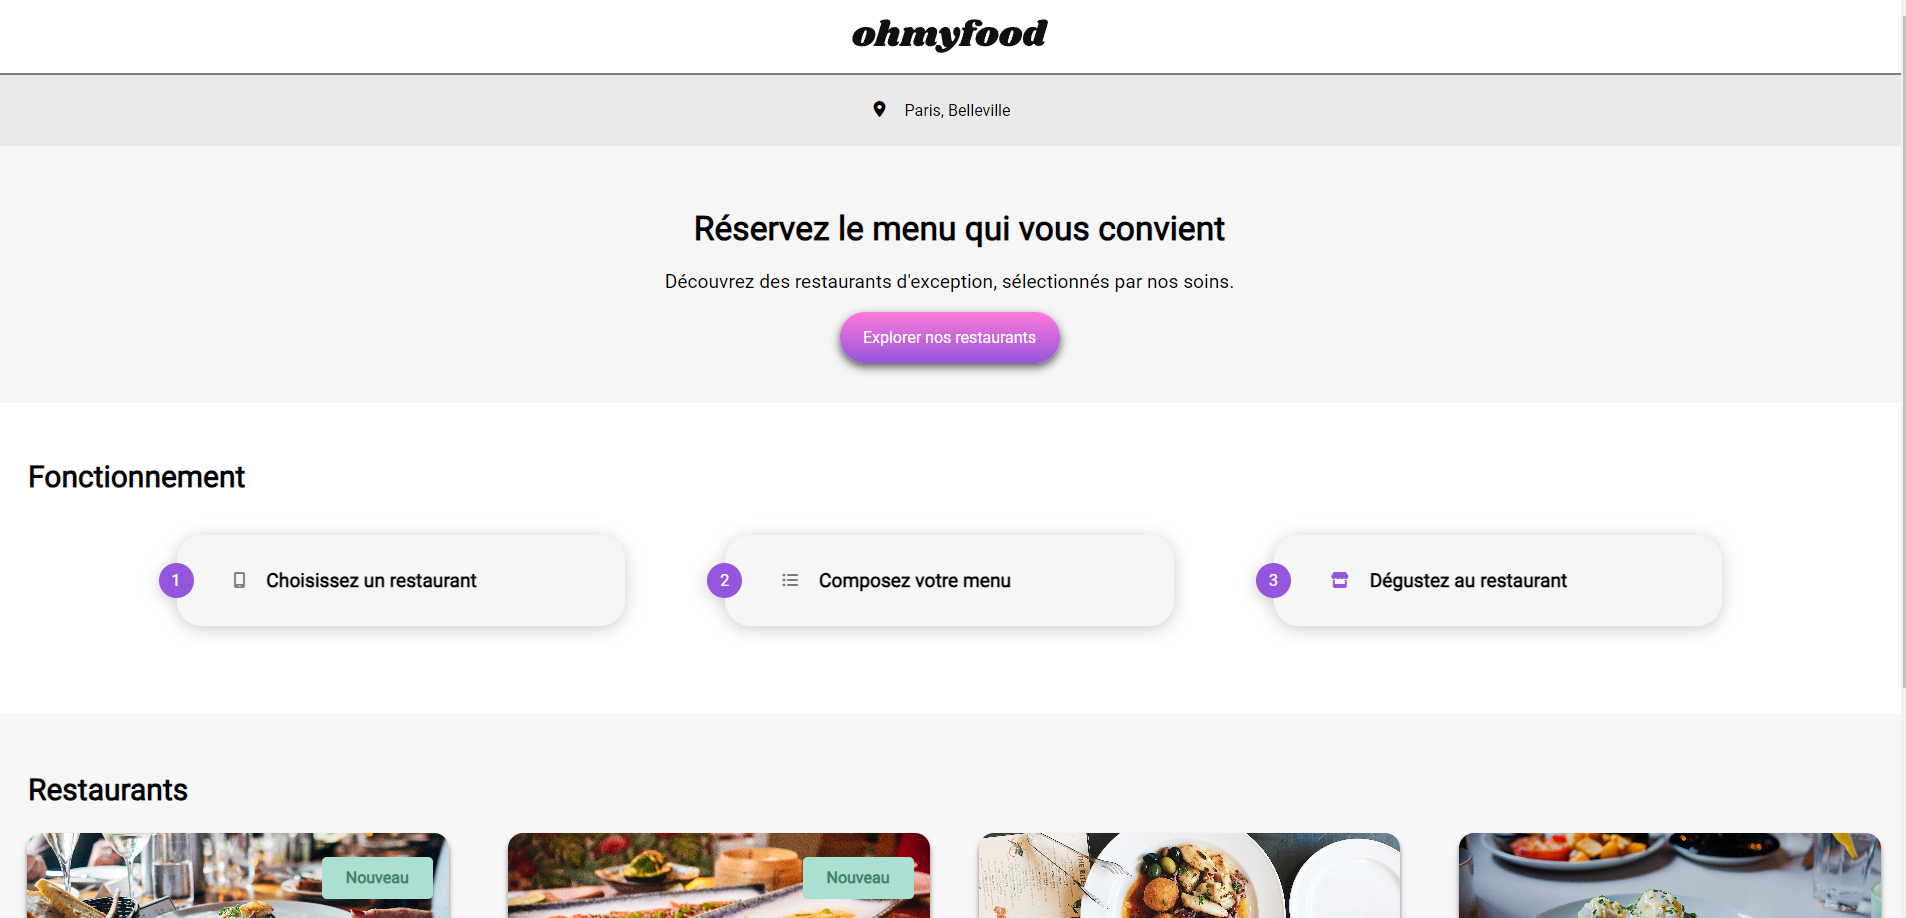 ohmyfood
Paris, Belleville
Réservez le menu qui vous convient
Découvrez des restaurants d'exception, sélectionnés par nos soins.
Explorer nos restaurants
Fonctionnement
1 Choisissez un restaurant
2 Composez votre menu
3 Dégustez au restaurant
Restaurants
Nouveau
Nouveau